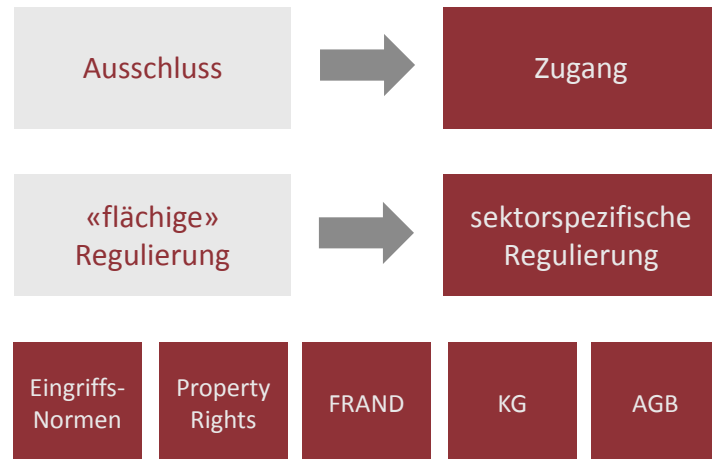 Ausschluss
Zugang
«flächige»
Regulierung
sektorspezifische
Regulierung
Eingriffs-
Normen
Property
Rights
FRAND
KG
AGB